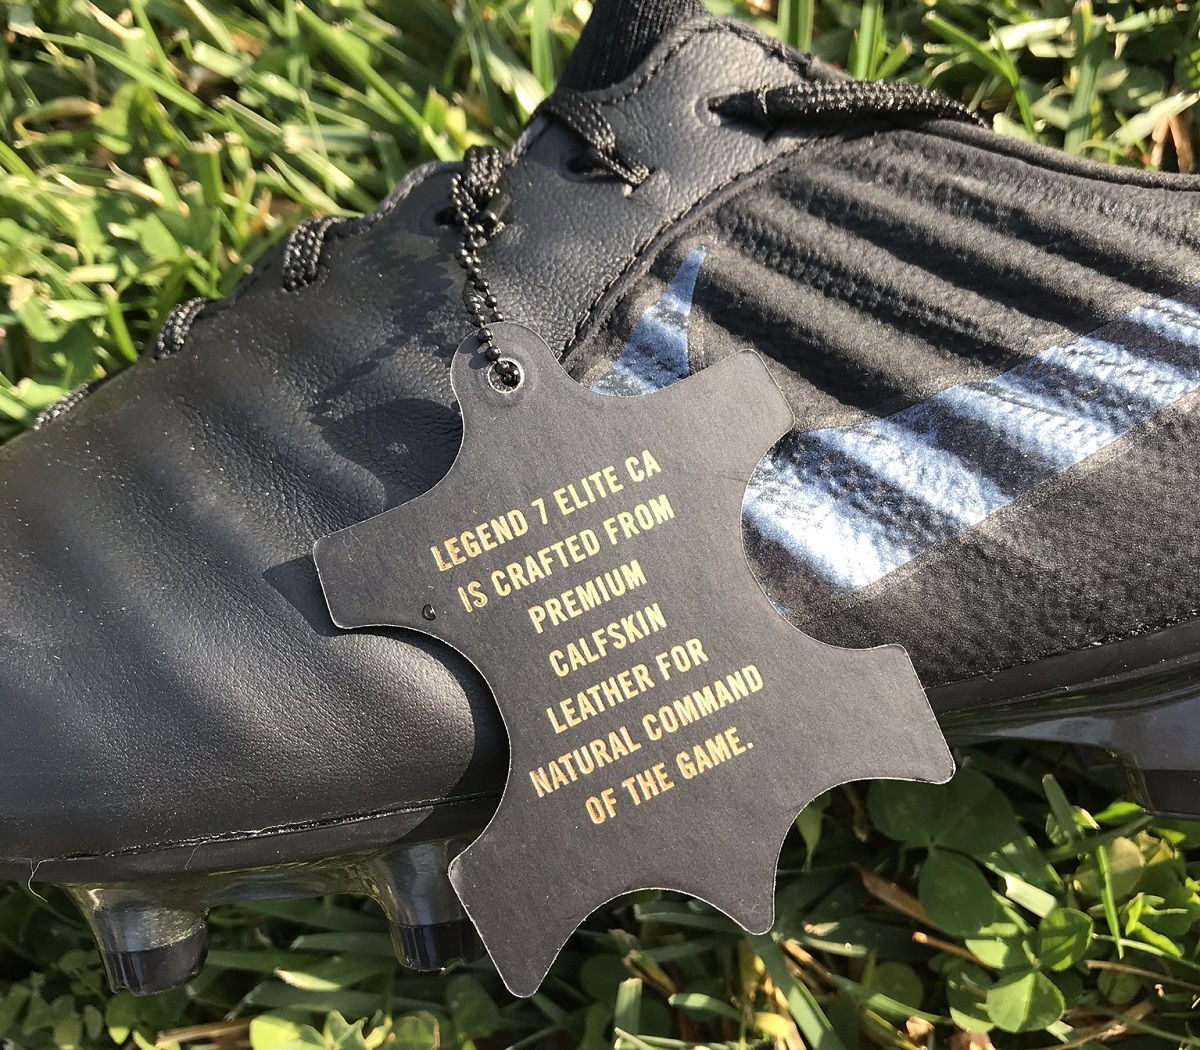 LEGEND 7 ELITE CA
IS CRAFTED FROM
PREMIUM
CALFSKIN
LEATHER FOR
NATURAL COMMAND
OF THE GAME.